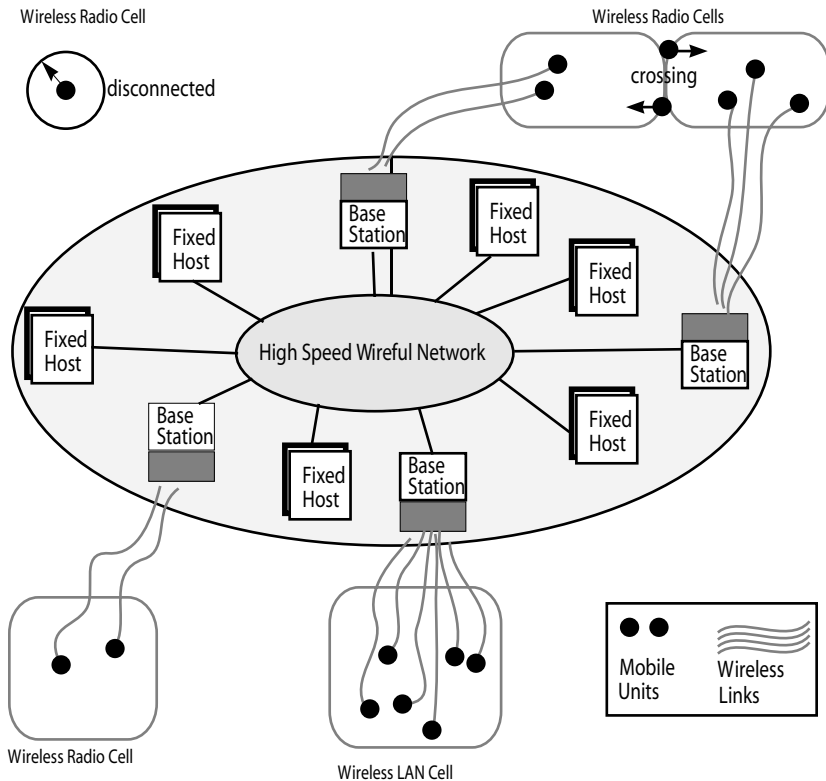 Wireless Radio Cell
Wireless Radio Cells
disconnected
crossing
Base
Station
Fixed
Host
Fixed
Host
Fixed
Host
Fixed
Host
High Speed Wireful Network
Base
Station
Base
Station
Fixed
Host
Fixed
Host
Base
Station
Mobile
Units
Wireless
Links
Wireless Radio Cell
Wireless LAN Cell